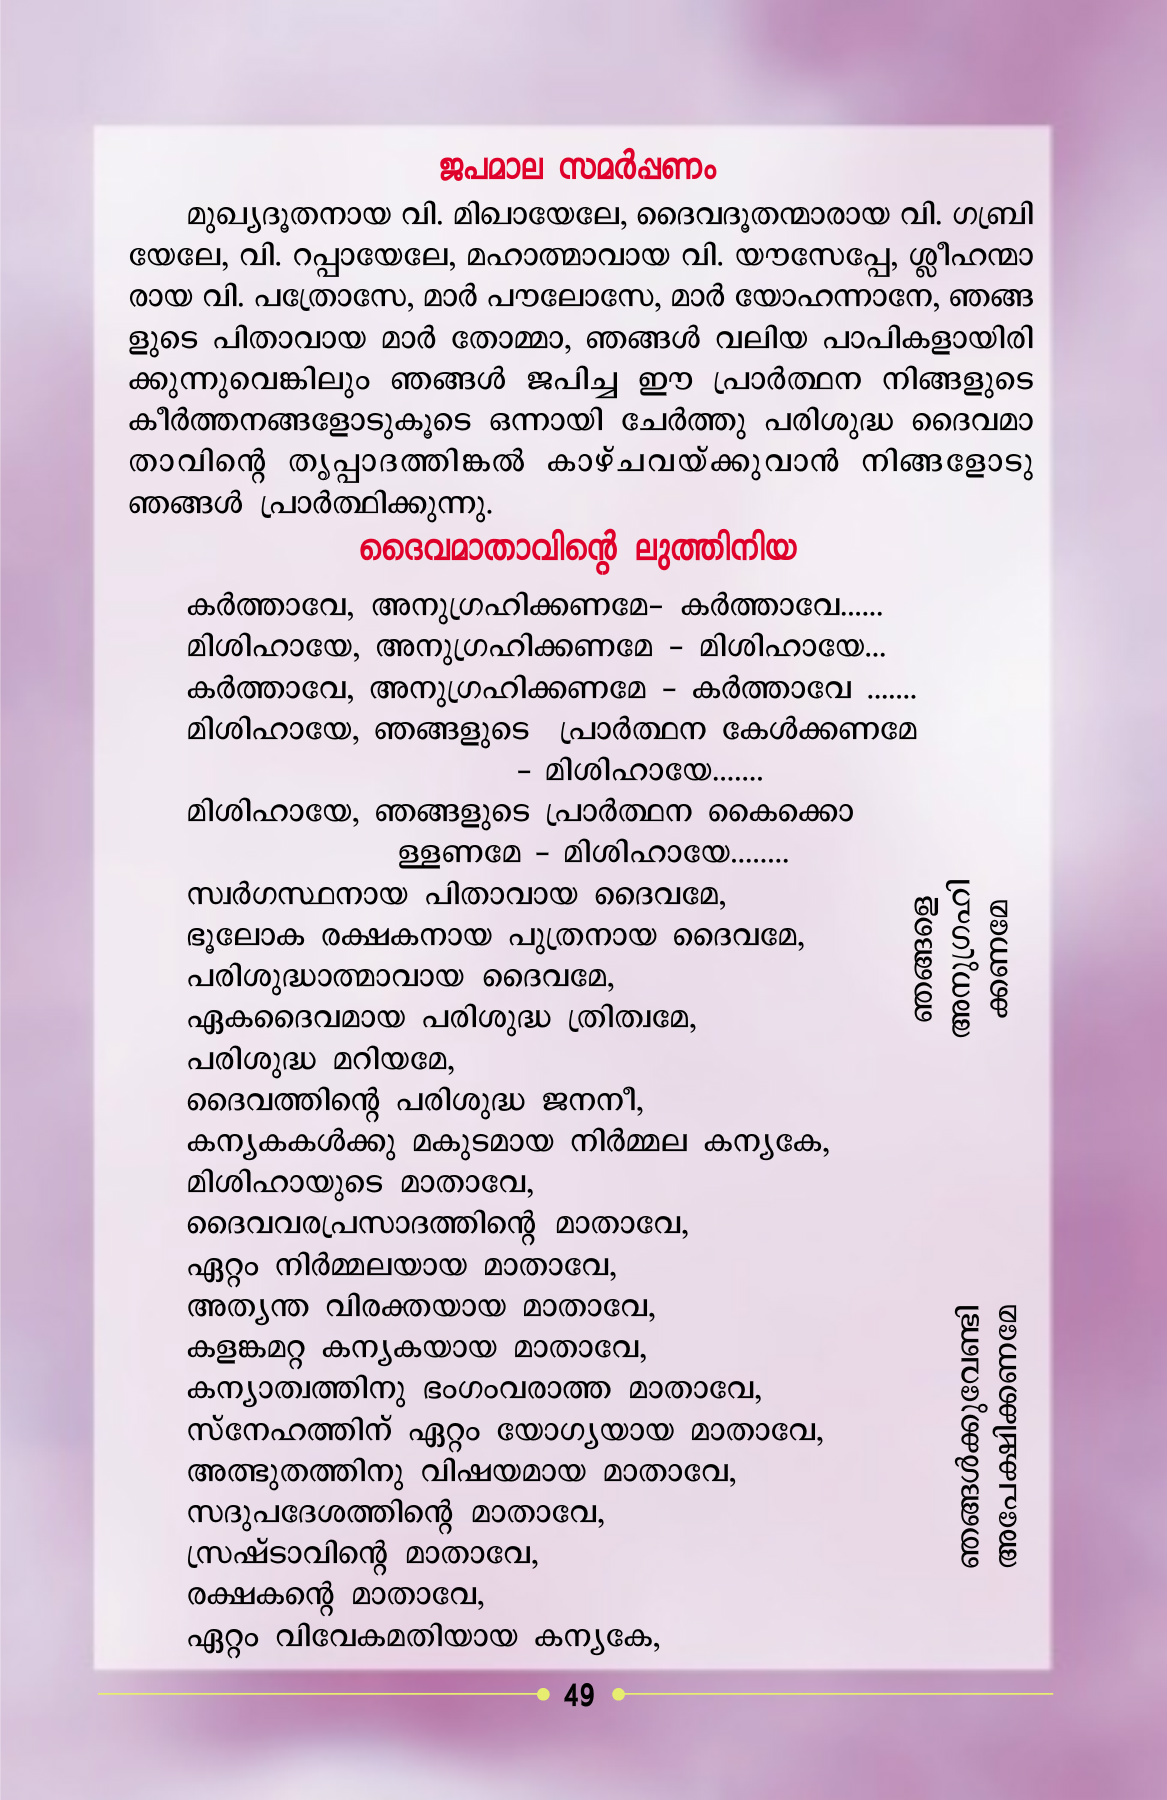 ജപമാല സമർപ്പണം
മുഖ്യദൂതനായ വി. മിഖായേലേ, ദൈവദൂതന്മാരായ വി. ഗബ്രി
യേലേ, വി. റപ്പായേലേ, മഹാത്മാവായ വി. യൗസേപ്പേ, ശ്ലീഹന്മാ
രായ വി. പത്രോസേ, മാർ പൗലോസേ, മാർ യോഹന്നാനേ, ഞങ്ങ
ളുടെ പിതാവായ മാർ തോമ്മാ, ഞങ്ങൾ വലിയ പാപികളായിരി
ക്കുന്നുവെങ്കിലും ഞങ്ങൾ ജപിച്ച ഈ പ്രാർത്ഥന നിങ്ങളുടെ
കീർത്തനങ്ങളോടുകൂടെ ഒന്നായി ചേർത്തു പരിശുദ്ധ ദൈവമാ
താവിന്റെ തൃപ്പാദത്തിങ്കൽ കാഴ്ചവയ്ക്കുവാൻ നിങ്ങളോടു
ഞങ്ങൾ പ്രാർത്ഥിക്കുന്നു.
ദൈവമാതാവിന്റെ ലുത്തിനിയ
കർത്താവേ, അനുഗ്രഹിക്കണമേ– കർത്താവേ......
മിശിഹായേ, അനുഗ്രഹിക്കണമേ – മിശിഹായേ...
കർത്താവേ, അനുഗ്രഹിക്കണമേ – കർത്താവേ .......
മിശിഹായേ, ഞങ്ങളുടെ പ്രാർത്ഥന കേൾക്കണമേ
– മിശിഹായേ.......
മിശിഹായേ, ഞങ്ങളുടെ പ്രാർത്ഥന കൈക്കൊ
ള്ളണമേ – മിശിഹായേ........
സ്വർഗസ്ഥനായ പിതാവായ ദൈവമേ,
ഭൂലോക രക്ഷകനായ പുത്രനായ ദൈവമേ,
പരിശുദ്ധാത്മാവായ ദൈവമേ,
ഏകദൈവമായ പരിശുദ്ധ ത്രിത്വമേ,
ഞങ്ങളെ
അനുഗ്രഹി
ക്കണമേ
പരിശുദ്ധ മറിയമേ,
ദൈവത്തിന്റെ പരിശുദ്ധ ജനനീ,
കന്യകകൾക്കു മകുടമായ നിർമ്മല കന്യകേ,
മിശിഹായുടെ മാതാവേ,
ദൈവവരപ്രസാദത്തിന്റെ മാതാവേ,
ഏറ്റം നിർമ്മലയായ മാതാവേ,
അത്യന്ത വിരക്തയായ മാതാവേ,
കളങ്കമറ്റ കന്യകയായ മാതാവേ,
കന്യാത്വത്തിനു ഭംഗംവരാത്ത മാതാവേ,
സ്നേഹത്തിന് ഏറ്റം യോഗ്യയായ മാതാവേ,
അത്ഭുതത്തിനു വിഷയമായ മാതാവേ,
സദുപദേശത്തിന്റെ മാതാവേ,
സ്രഷ്ടാവിന്റെ മാതാവേ,
രക്ഷകന്റെ മാതാവേ,
ഏറ്റം വിവേകമതിയായ കന്യകേ,
ഞങ്ങൾക്കുവേണ്ടി
അപേക്ഷിക്കണമേ
49